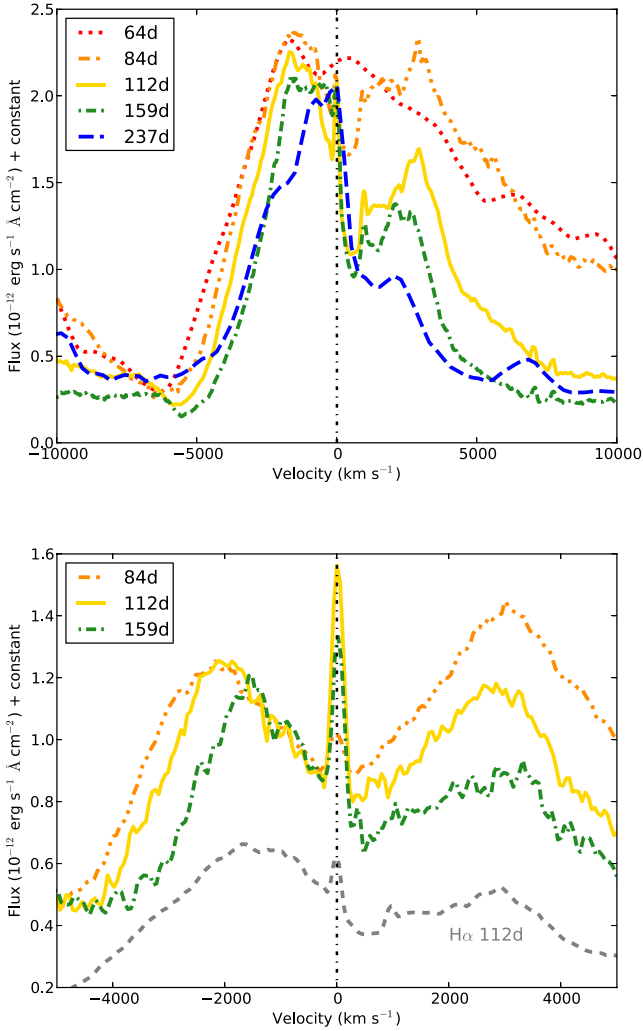 2.5
2.0
1.5
1.0
0.5
0.0
Flux (10⁻¹² erg s⁻¹ Å cm⁻²) + constant
64d
84d
112d
159d
237d
−10000 −5000 0 5000 10000
Velocity (km s⁻¹)
1.6
1.4
1.2
1.0
0.8
0.6
0.4
0.2
Flux (10⁻¹² erg s⁻¹ Å cm⁻²) + constant
84d
112d
159d
Hα 112d
−4000 −2000 0 2000 4000
Velocity (km s⁻¹)